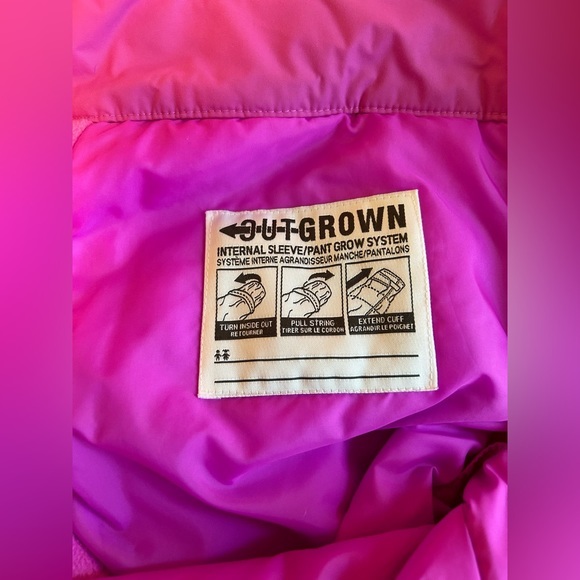 OUTGROWN
INTERNAL SLEEVE/PANT GROW SYSTEM
SYSTÈME INTERNE AGRANDISSEUR MANCHE/PANTALONS
TURN INSIDE OUT
RETOURNER
PULL STRING
TIRER SUR LE CORDON
EXTEND CUFF
AGRANDIR LE POIGNET